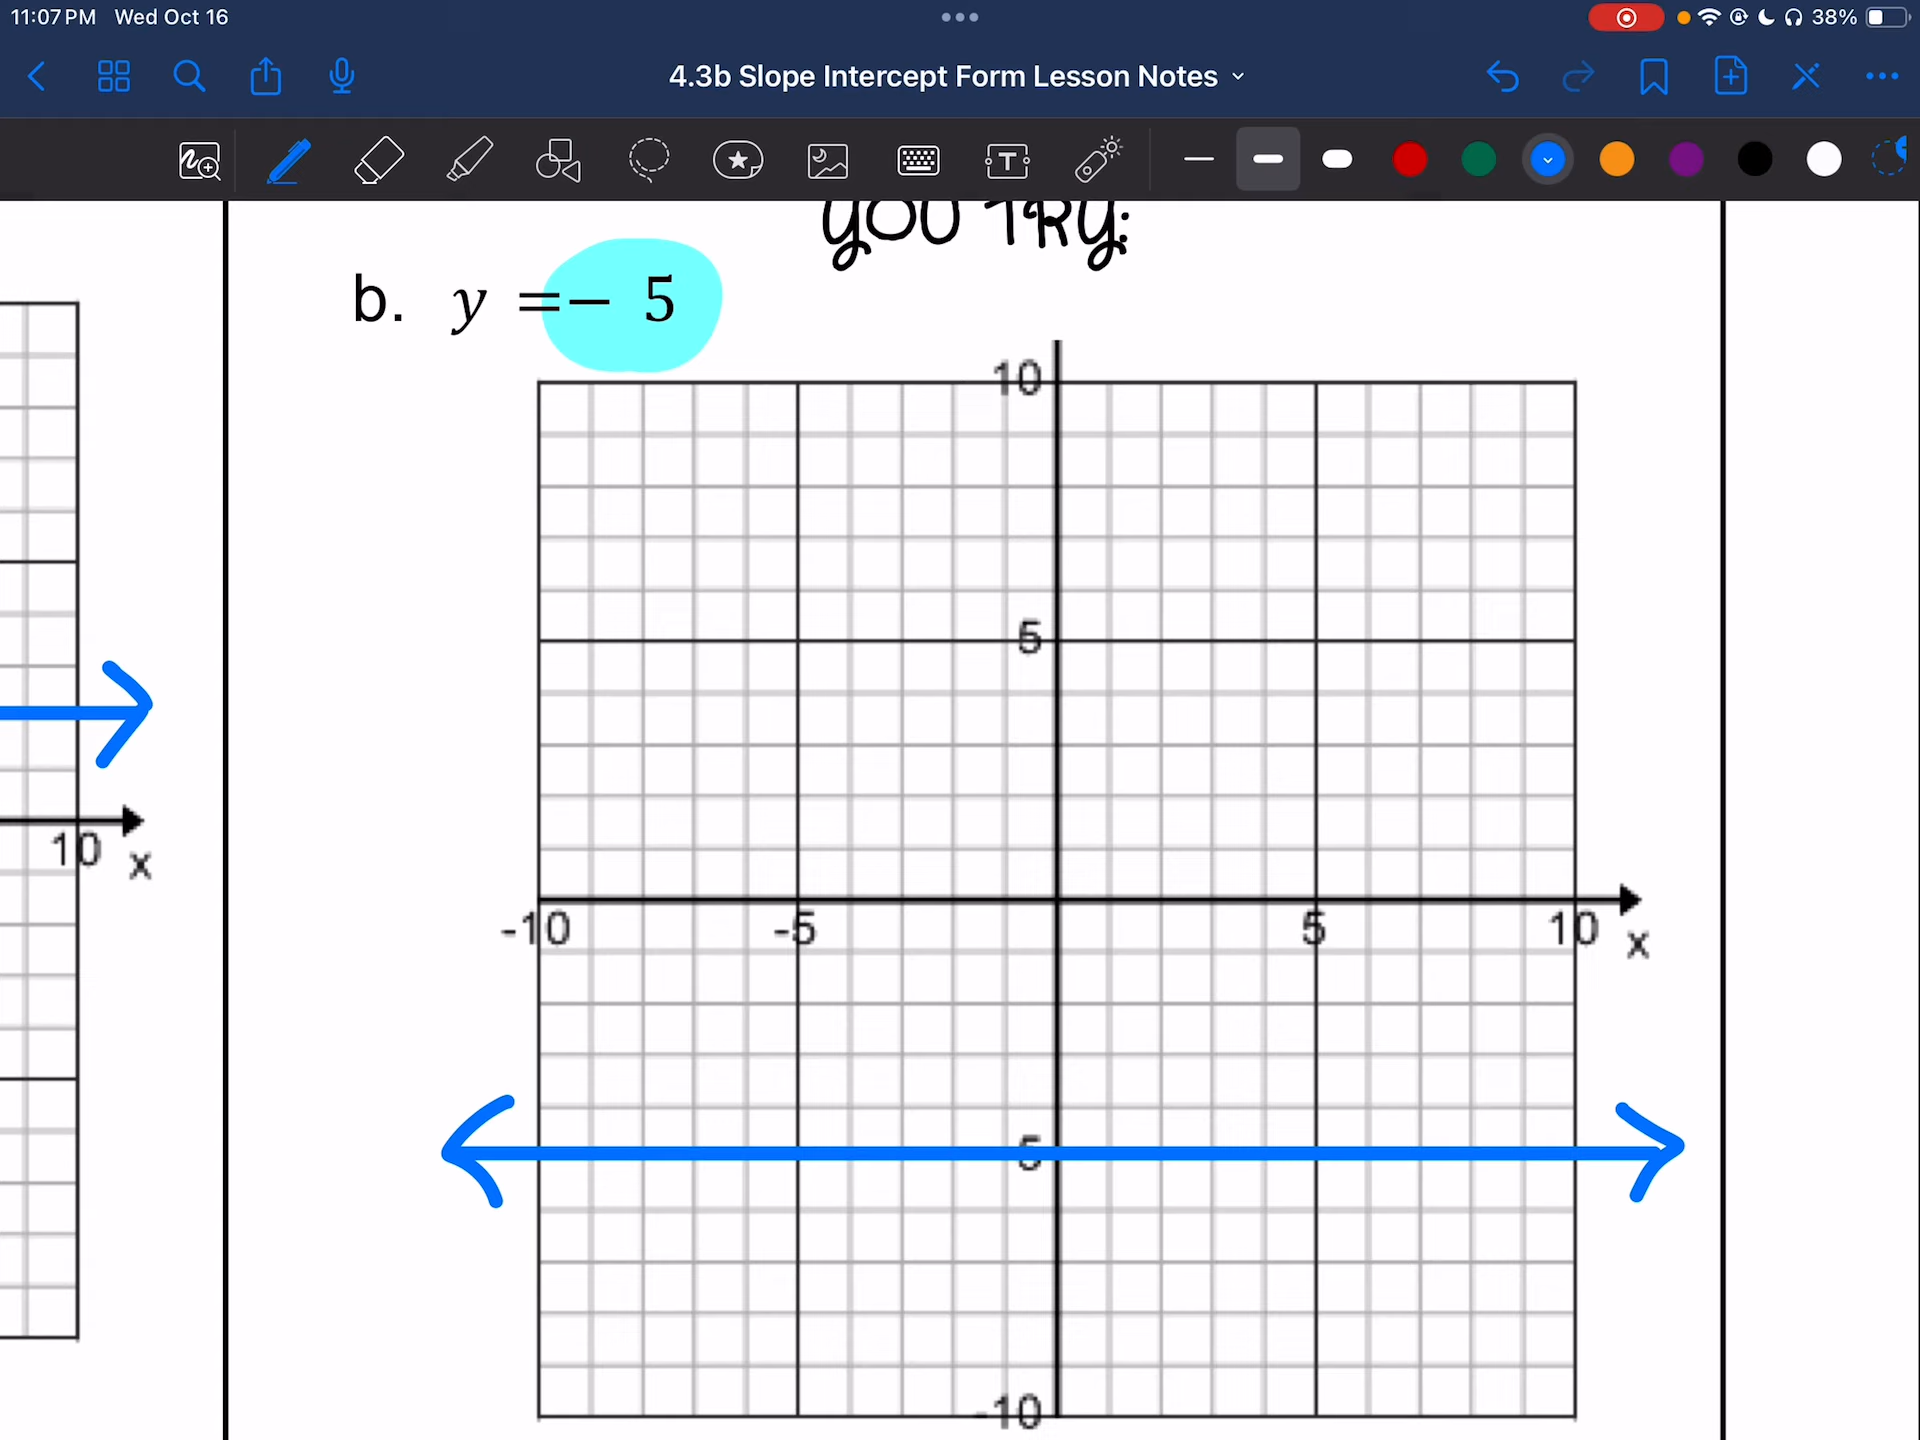 11:07 PM Wed Oct 16
38%
4.3b Slope Intercept Form Lesson Notes
T
YOU TRY:
b. y = − 5
10
5
-10 -5 5 10 x
10 x
5
-10